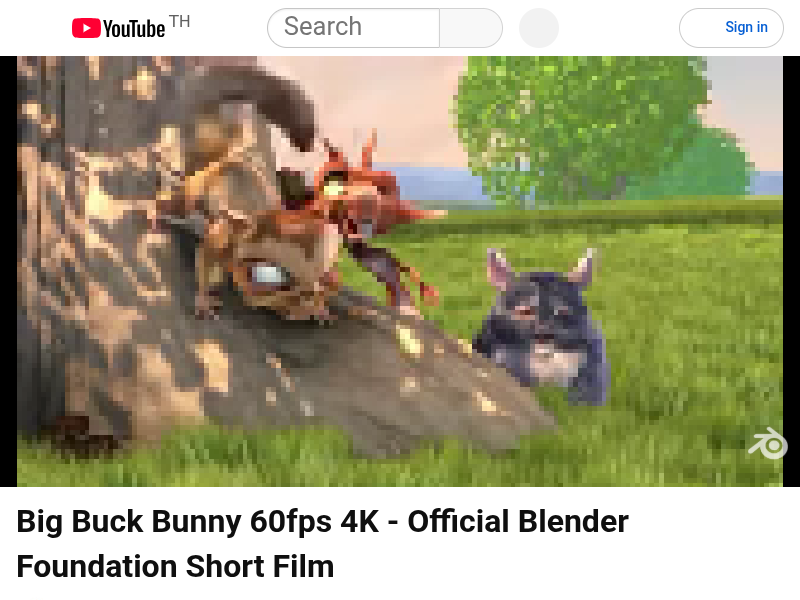 YouTube TH
Search
Sign in
Big Buck Bunny 60fps 4K - Official Blender
Foundation Short Film